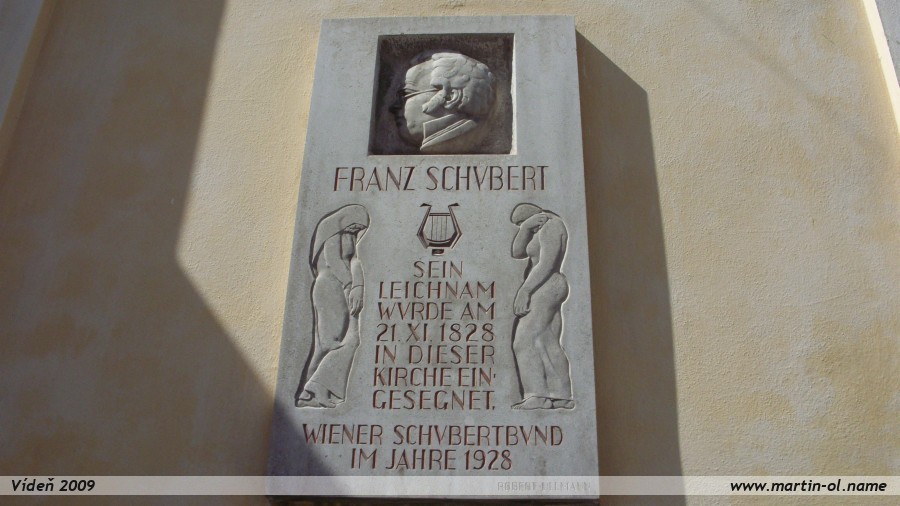 FRANZ SCHVBERT
SEIN
LEICHNAM
WVRDE AM
21. XI. 1828
IN DIESER
KIRCHE EIN-
GESEGNET.
WIENER SCHVBERTBVND
IM JAHRE 1928
Vídeň 2009
www.martin-ol.name